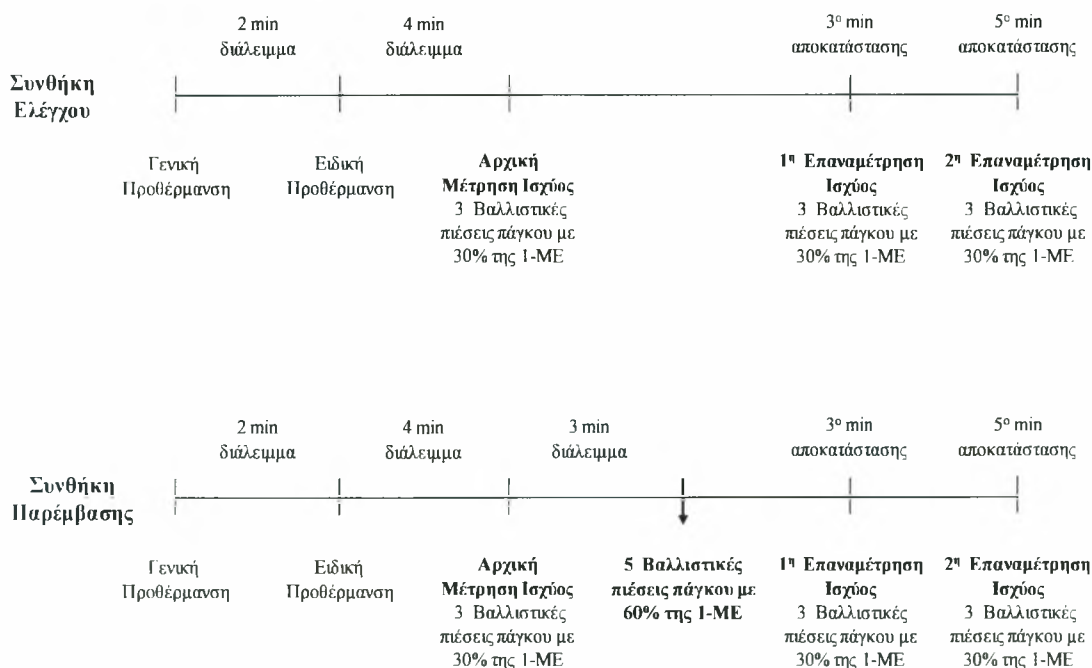 2 min
διάλειμμα
4 min
διάλειμμα
3ο min
αποκατάστασης
5ο min
αποκατάστασης
Συνθήκη
Ελέγχου
Γενική
Προθέρμανση
Ειδική
Προθέρμανση
Αρχική
Μέτρηση Ισχύος
3 Βαλλιστικές
πιέσεις πάγκου με
30% της 1-ΜΕ
1η Επαναμέτρηση
Ισχύος
3 Βαλλιστικές
πιέσεις πάγκου με
30% της 1-ΜΕ
2η Επαναμέτρηση
Ισχύος
3 Βαλλιστικές
πιέσεις πάγκου με
30% της 1-ΜΕ
2 min
διάλειμμα
4 min
διάλειμμα
3 min
διάλειμμα
3ο min
αποκατάστασης
5ο min
αποκατάστασης
Συνθήκη
Παρέμβασης
Γενική
Προθέρμανση
Ειδική
Προθέρμανση
Αρχική
Μέτρηση Ισχύος
3 Βαλλιστικές
πιέσεις πάγκου με
30% της 1-ΜΕ
5 Βαλλιστικές
πιέσεις πάγκου με
60% της 1-ΜΕ
1η Επαναμέτρηση
Ισχύος
3 Βαλλιστικές
πιέσεις πάγκου με
30% της 1-ΜΕ
2η Επαναμέτρηση
Ισχύος
3 Βαλλιστικές
πιέσεις πάγκου με
30% της 1-ΜΕ